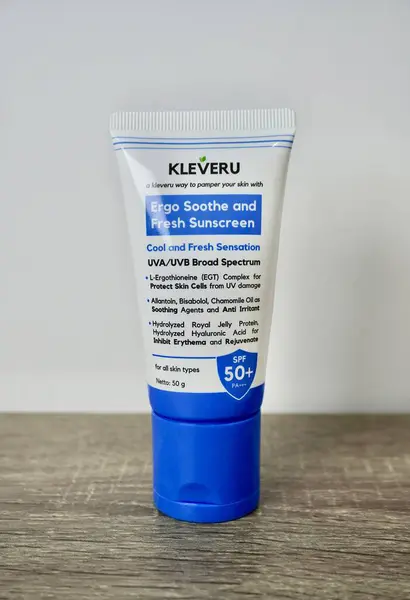 KLEVERU
a kleveru way to pamper your skin with
Ergo Soothe and
Fresh Sunscreen
Cool and Fresh Sensation
UVA/UVB Broad Spectrum
• L-Ergothioneine (EGT) Complex for
Protect Skin Cells from UV damage
• Allantoin, Bisabolol, Chamomile Oil as
Soothing Agents and Anti Irritant
• Hydrolyzed Royal Jelly Protein,
Hydrolyzed Hyaluronic Acid for
Inhibit Erythema and Rejuvenate
for all skin types
Netto: 50 g
SPF
50+
PA+++